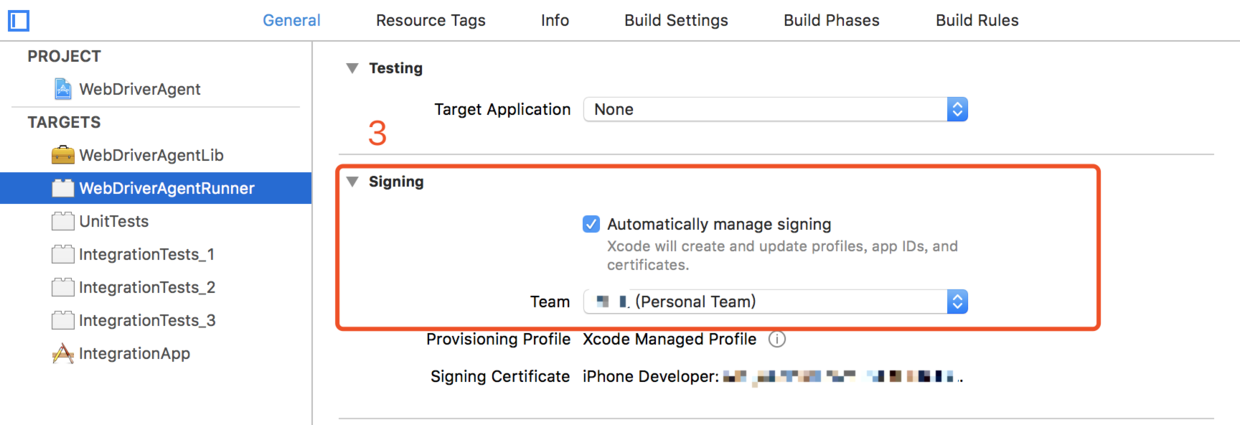 General Resource Tags Info Build Settings Build Phases Build Rules
PROJECT
WebDriverAgent
TARGETS
WebDriverAgentLib
WebDriverAgentRunner
UnitTests
IntegrationTests_1
IntegrationTests_2
IntegrationTests_3
IntegrationApp
Testing
Target Application None
3
Signing
Automatically manage signing
Xcode will create and update profiles, app IDs, and
certificates.
Team . (Personal Team)
Provisioning Profile Xcode Managed Profile
Signing Certificate iPhone Developer: .